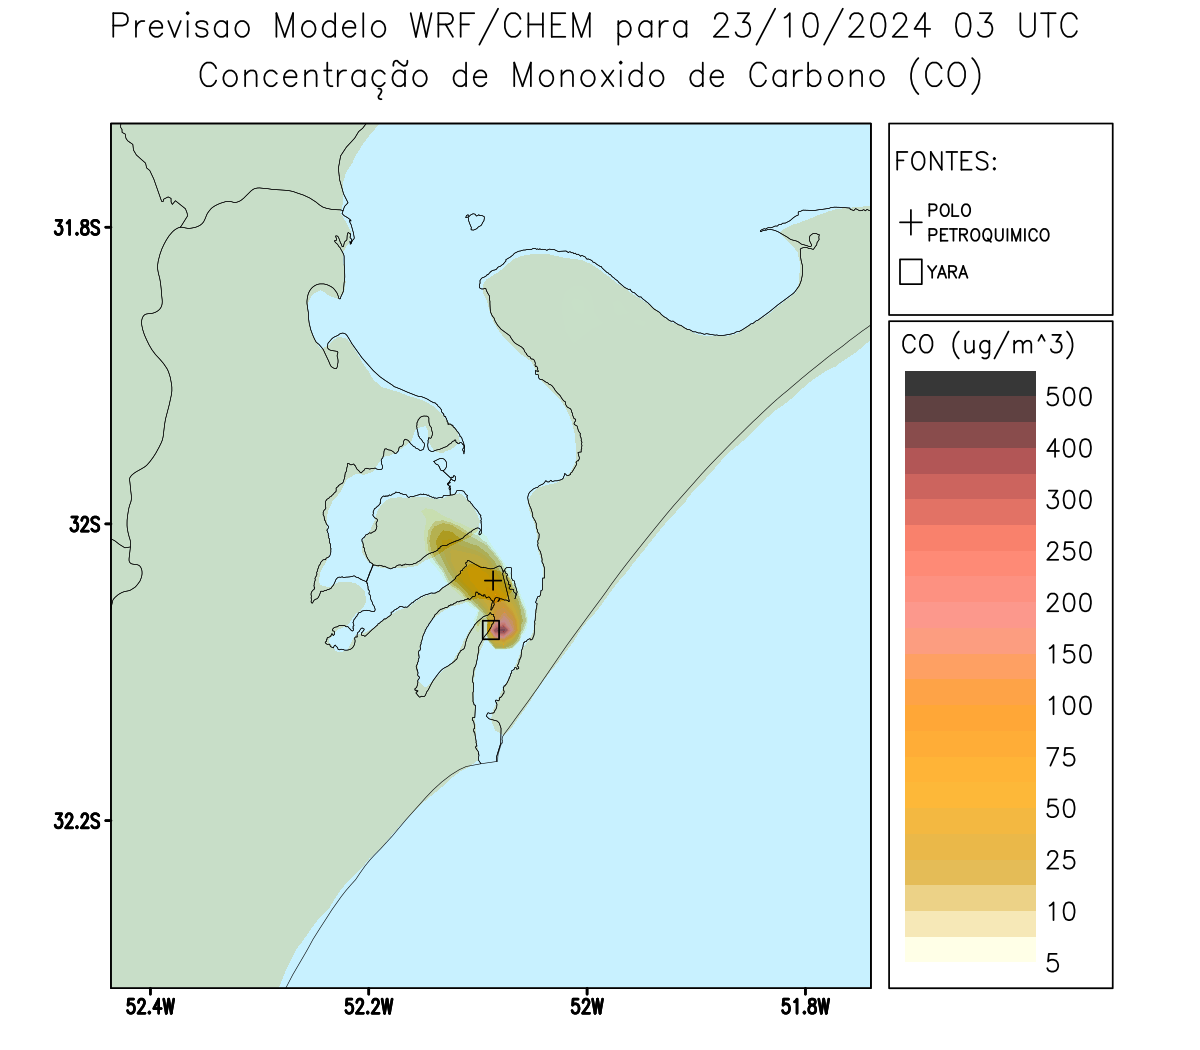 Previsao Modelo WRF/CHEM para 23/10/2024 03 UTC
Concentração de Monoxido de Carbono (CO)
FONTES:
POLO
PETROQUIMICO
YARA
CO (ug/m^3)
500
400
300
250
200
150
100
75
50
25
10
5
31.8S
32S
32.2S
52.4W
52.2W
52W
51.8W